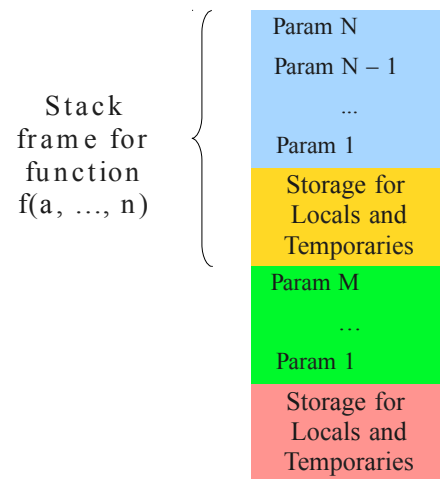 Stack
frame for
function
f(a, ..., n)
Param N
Param N – 1
...
Param 1
Storage for
Locals and
Temporaries
Param M
...
Param 1
Storage for
Locals and
Temporaries